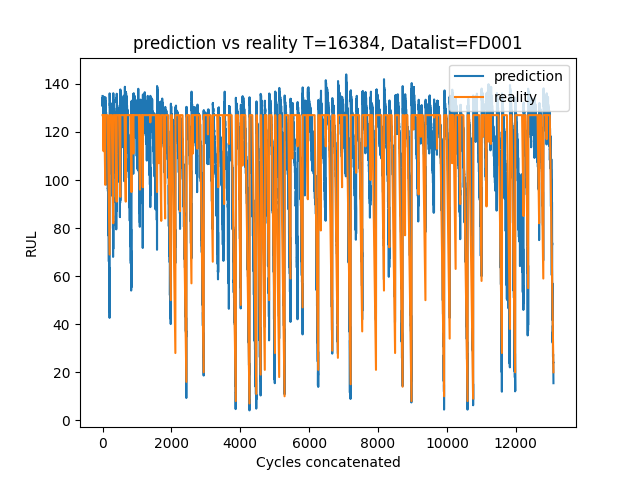 prediction vs reality T=16384, Datalist=FD001
prediction
reality
RUL
140
120
100
80
60
40
20
0
0 2000 4000 6000 8000 10000 12000
Cycles concatenated